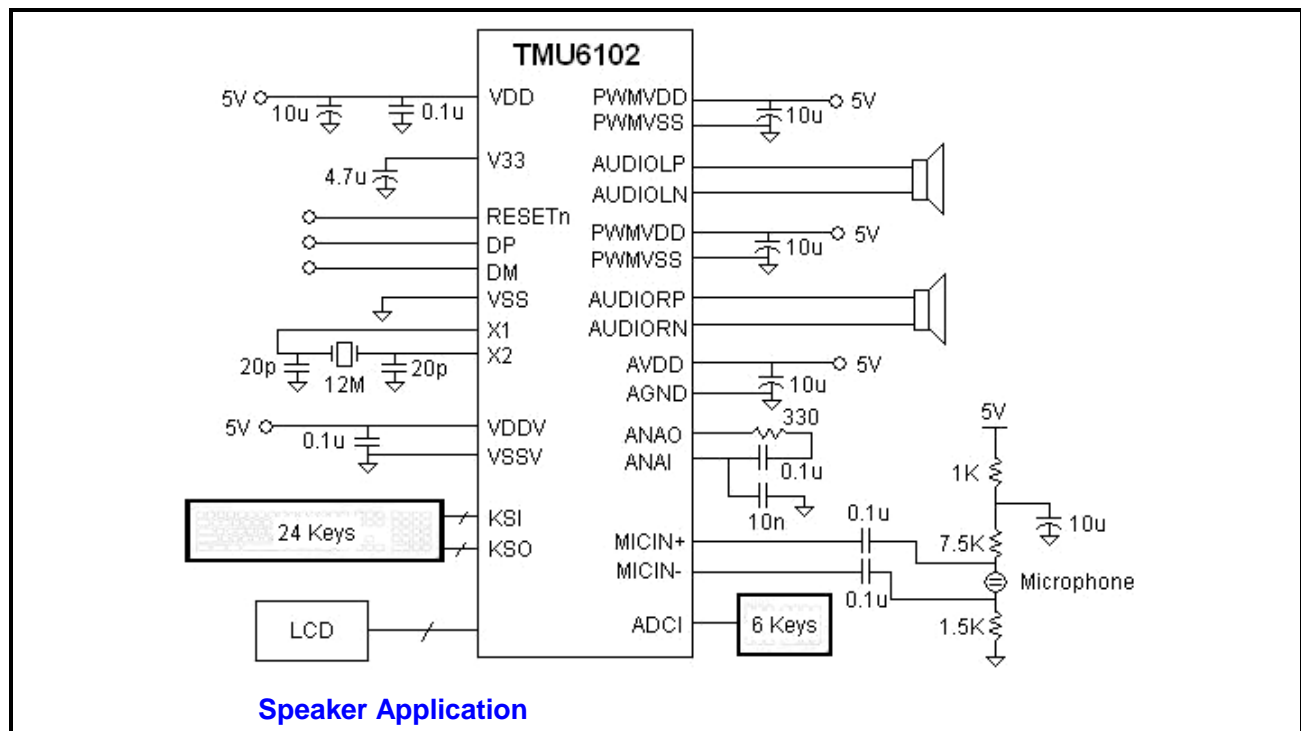 TMU6102
5V
10u
0.1u
VDD
4.7u
V33
RESETn
DP
DM
VSS
X1
X2
20p
12M
20p
5V
0.1u
VDDV
VSSV
24 Keys
KSI
KSO
LCD
PWMVDD
PWMVSS
10u
5V
AUDIOLP
AUDIOLN
PWMVDD
PWMVSS
10u
5V
AUDIORP
AUDIORN
AVDD
AGND
10u
5V
ANAO
ANAI
330
0.1u
10n
MICIN+
MICIN-
0.1u
0.1u
5V
1K
10u
7.5K
Microphone
1.5K
ADCI
6 Keys
Speaker Application